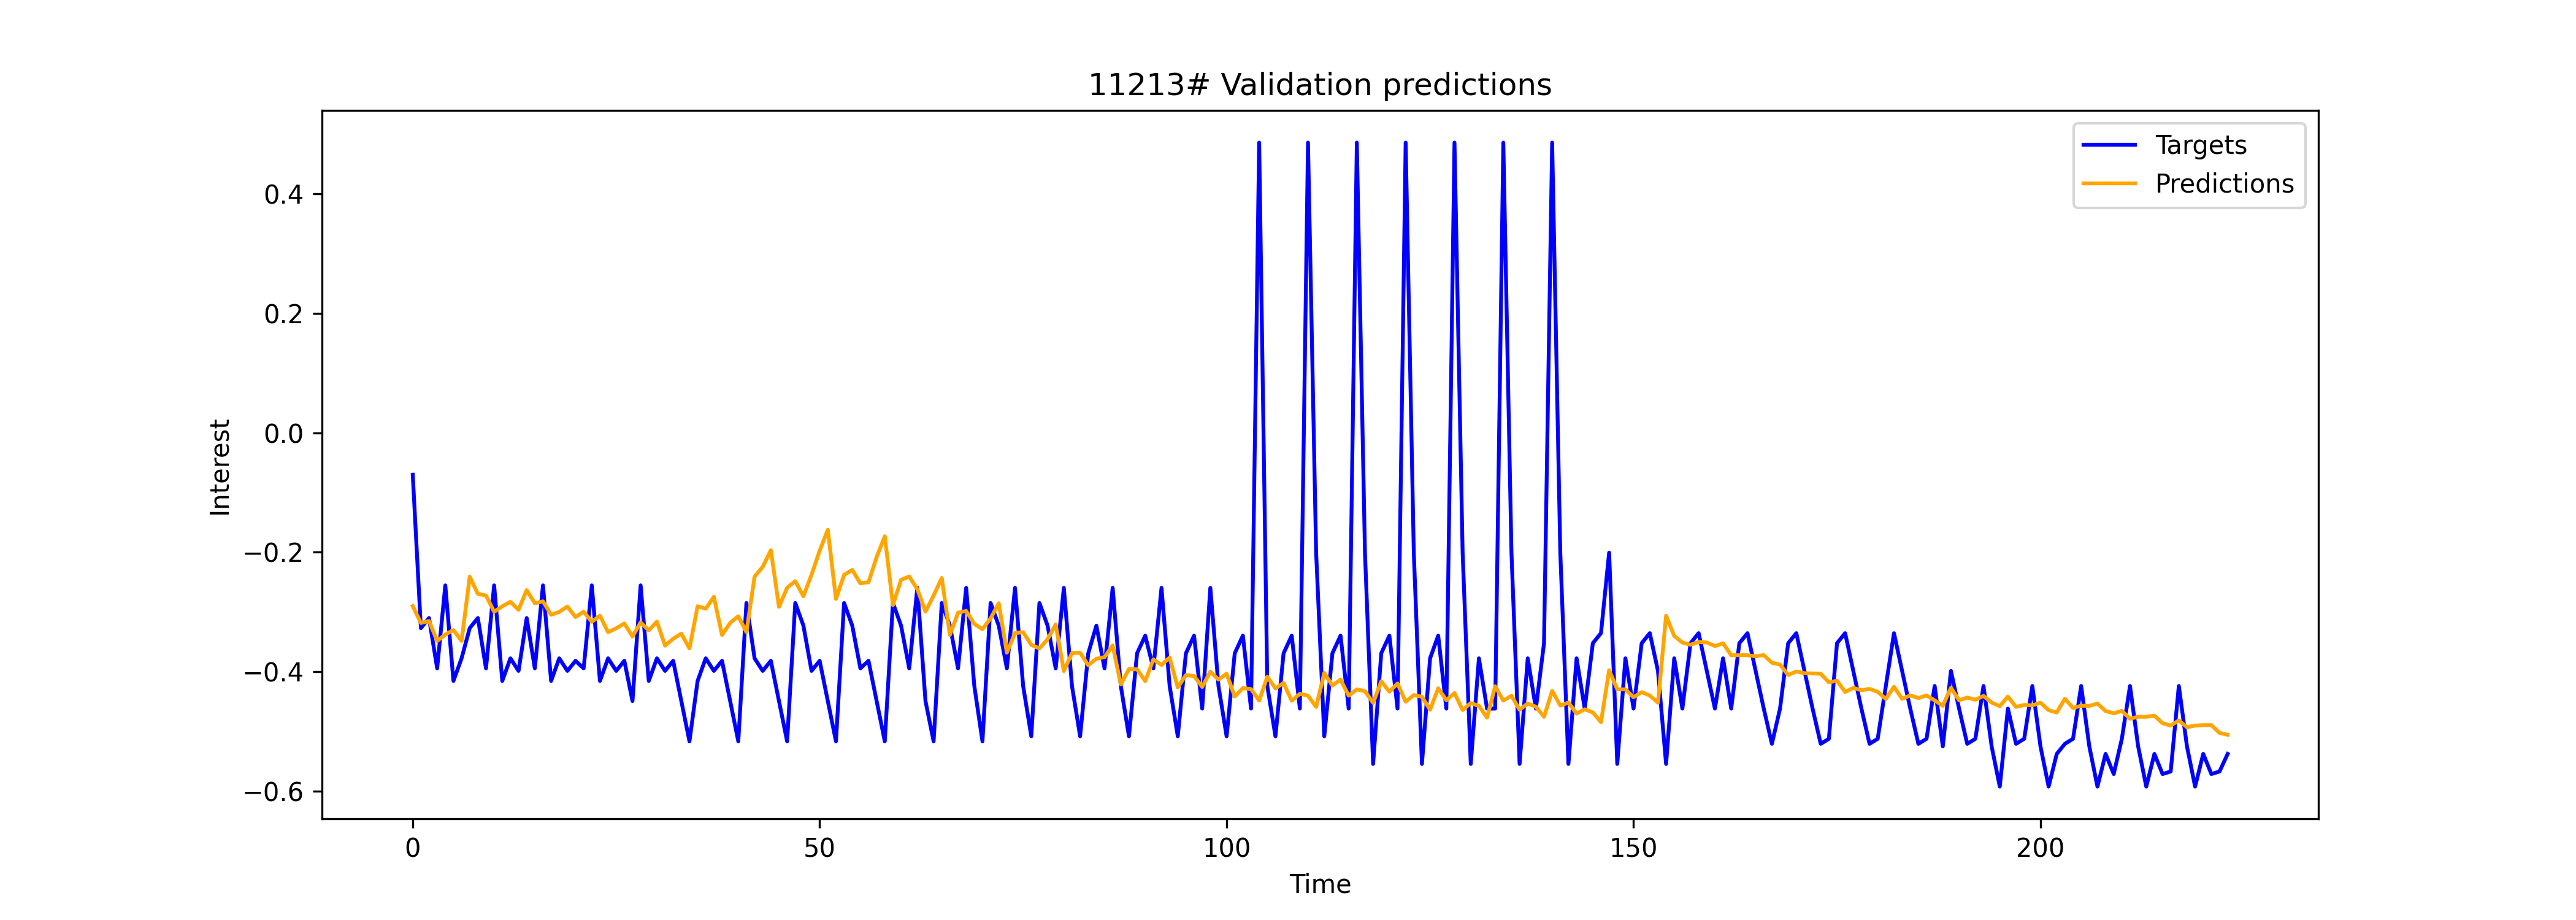 11213# Validation predictions
Targets
Predictions
Interest
0.4
0.2
0.0
−0.2
−0.4
−0.6
0
50
100
150
200
Time